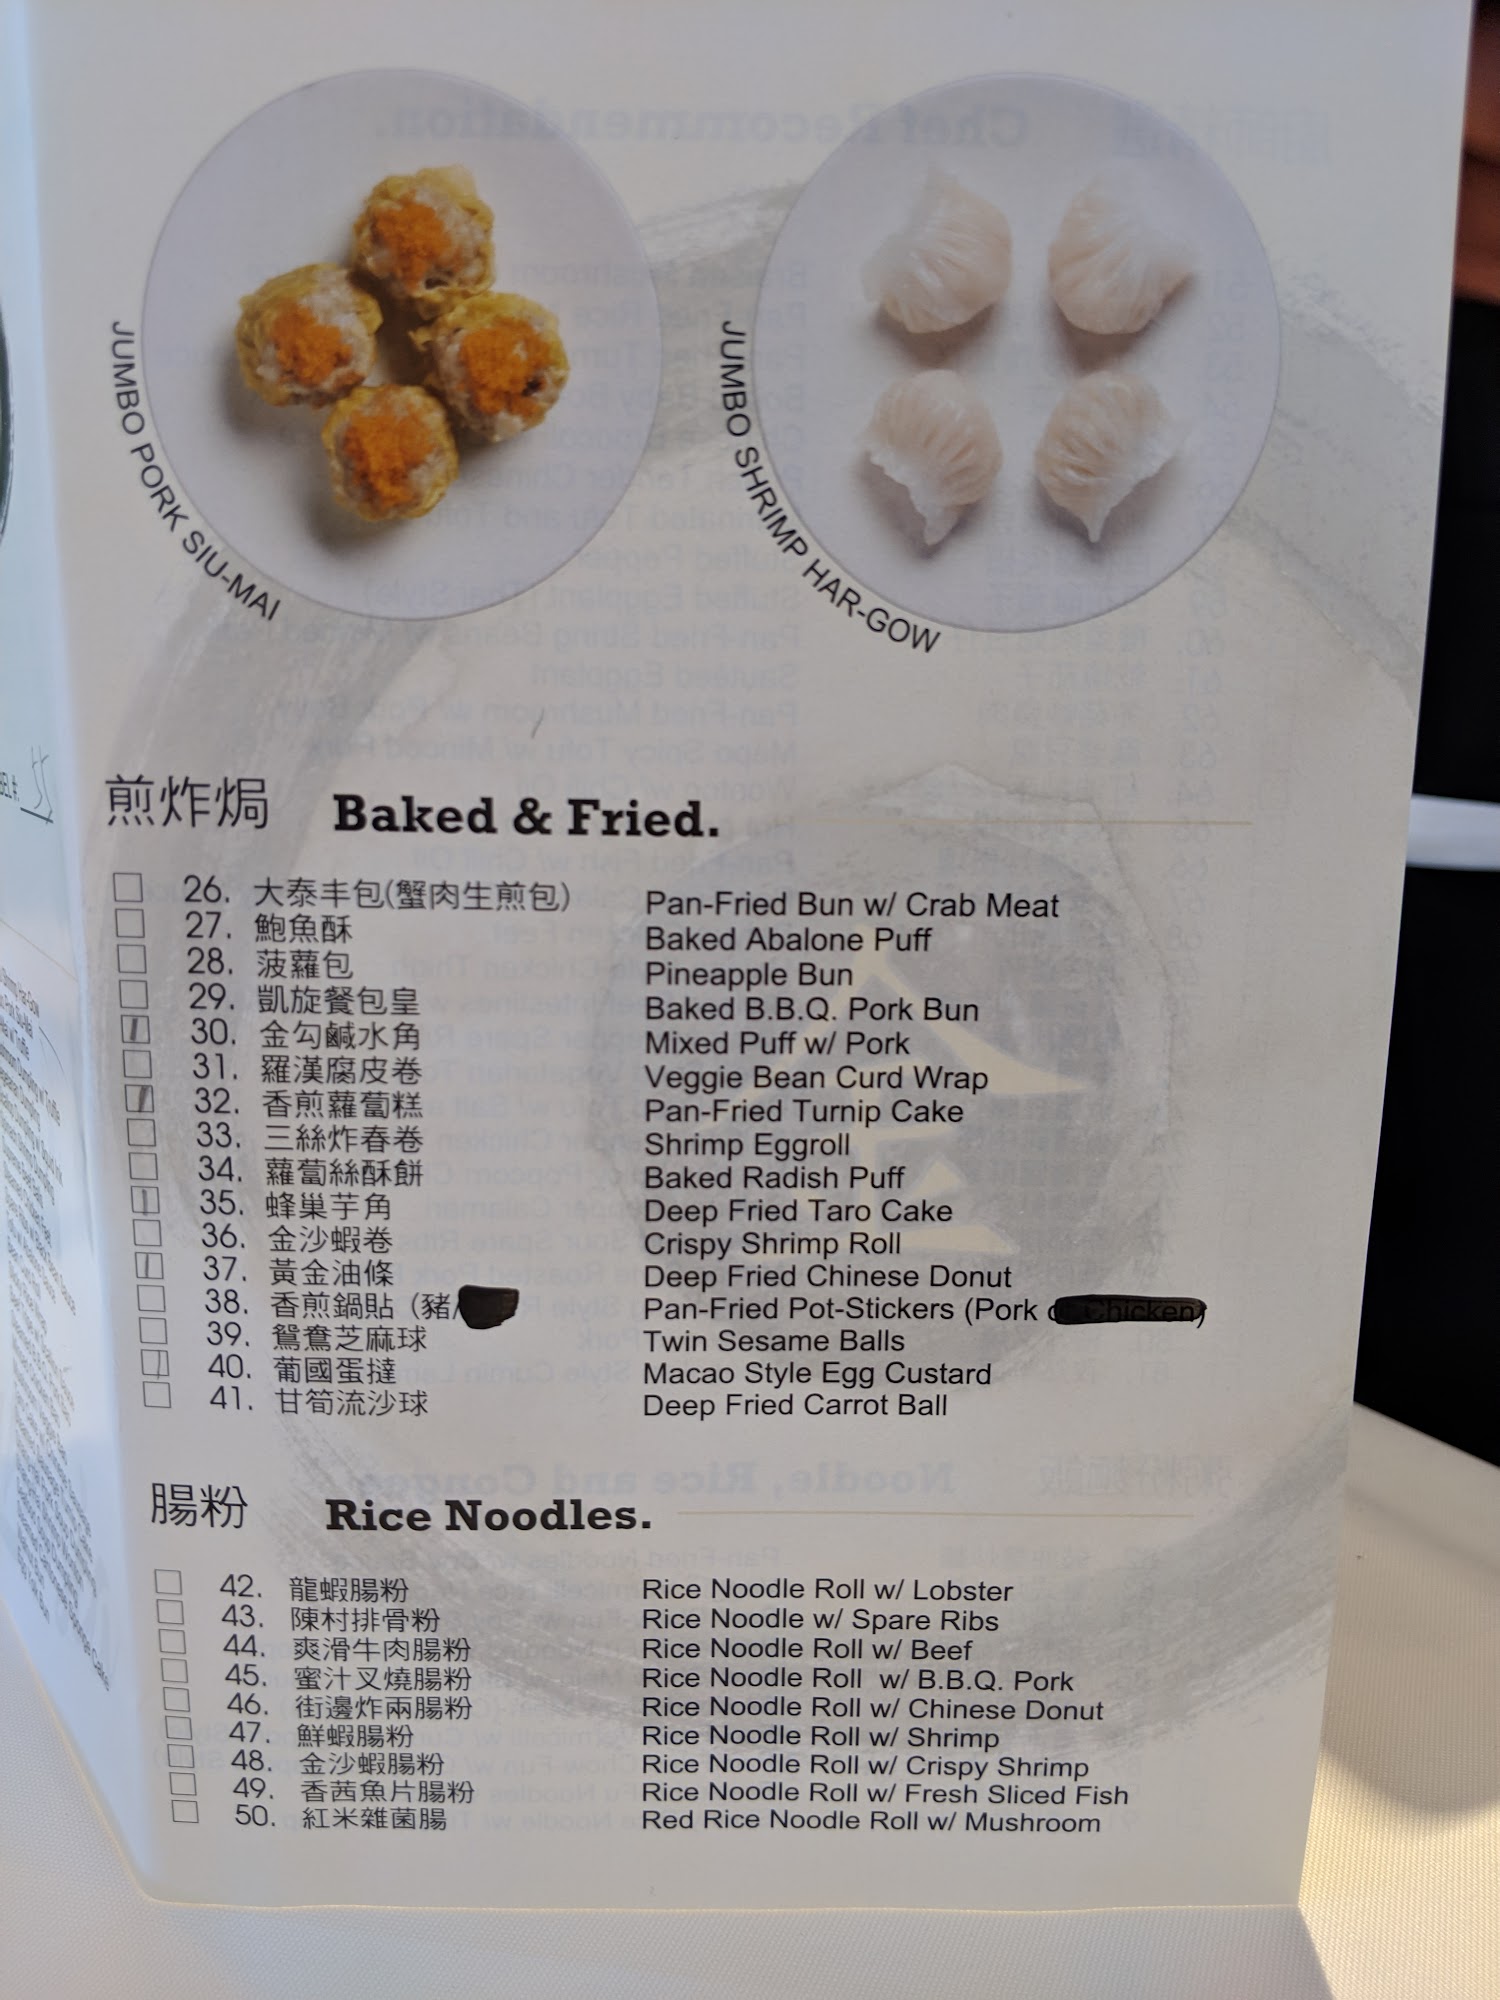 JUMBO PORK SIU-MAI
JUMBO SHRIMP HAR-GOW
煎炸焗 Baked & Fried.
26. 大泰丰包(蟹肉生煎包) Pan-Fried Bun w/ Crab Meat
27. 鮑魚酥 Baked Abalone Puff
28. 菠蘿包 Pineapple Bun
29. 凱旋餐包皇 Baked B.B.Q. Pork Bun
30. 金勾鹹水角 Mixed Puff w/ Pork
31. 羅漢腐皮卷 Veggie Bean Curd Wrap
32. 香煎蘿蔔糕 Pan-Fried Turnip Cake
33. 三絲炸春卷 Shrimp Eggroll
34. 蘿蔔絲酥餅 Baked Radish Puff
35. 蜂巢芋角 Deep Fried Taro Cake
36. 金沙蝦卷 Crispy Shrimp Roll
37. 黃金油條 Deep Fried Chinese Donut
38. 香煎鍋貼（豬/ Pan-Fried Pot-Stickers (Pork or Chicken)
39. 鴛鴦芝麻球 Twin Sesame Balls
40. 葡國蛋撻 Macao Style Egg Custard
41. 甘筍流沙球 Deep Fried Carrot Ball
腸粉 Rice Noodles.
42. 龍蝦腸粉 Rice Noodle Roll w/ Lobster
43. 陳村排骨粉 Rice Noodle w/ Spare Ribs
44. 爽滑牛肉腸粉 Rice Noodle Roll w/ Beef
45. 蜜汁叉燒腸粉 Rice Noodle Roll w/ B.B.Q. Pork
46. 街邊炸兩腸粉 Rice Noodle Roll w/ Chinese Donut
47. 鮮蝦腸粉 Rice Noodle Roll w/ Shrimp
48. 金沙蝦腸粉 Rice Noodle Roll w/ Crispy Shrimp
49. 香茜魚片腸粉 Rice Noodle Roll w/ Fresh Sliced Fish
50. 紅米雜菌腸 Red Rice Noodle Roll w/ Mushroom